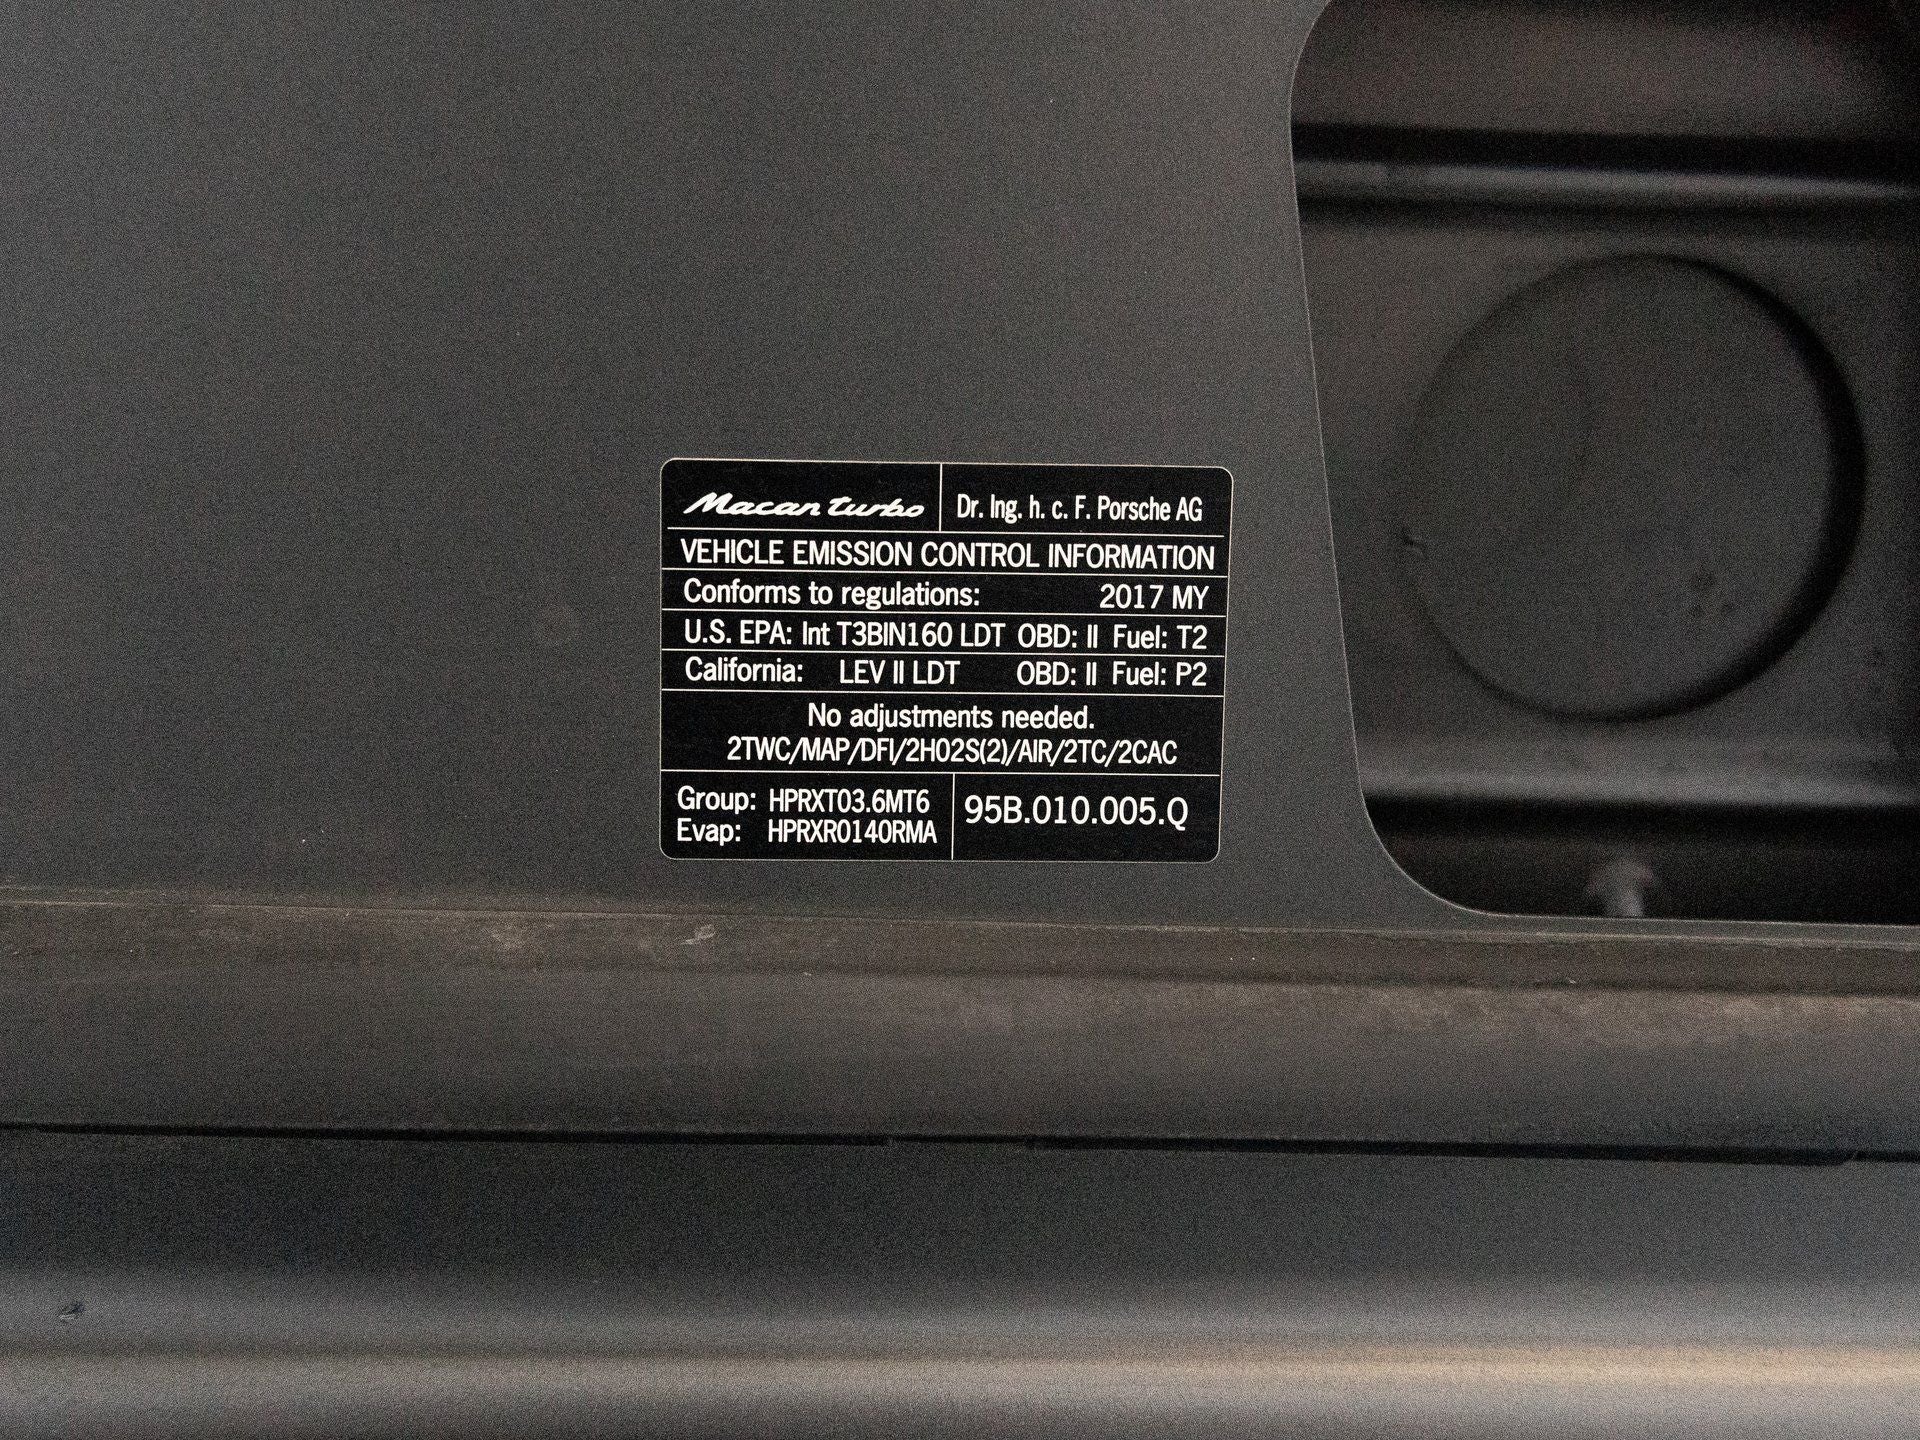 Macan turbo Dr. Ing. h. c. F. Porsche AG
VEHICLE EMISSION CONTROL INFORMATION
Conforms to regulations: 2017 MY
U.S. EPA: Int T3BIN160 LDT OBD: II Fuel: T2
California: LEV II LDT OBD: II Fuel: P2
No adjustments needed.
2TWC/MAP/DFI/2HO2S(2)/AIR/2TC/2CAC
Group: HPRXT03.6MT6
Evap: HPRXR0140RMA
95B.010.005.Q